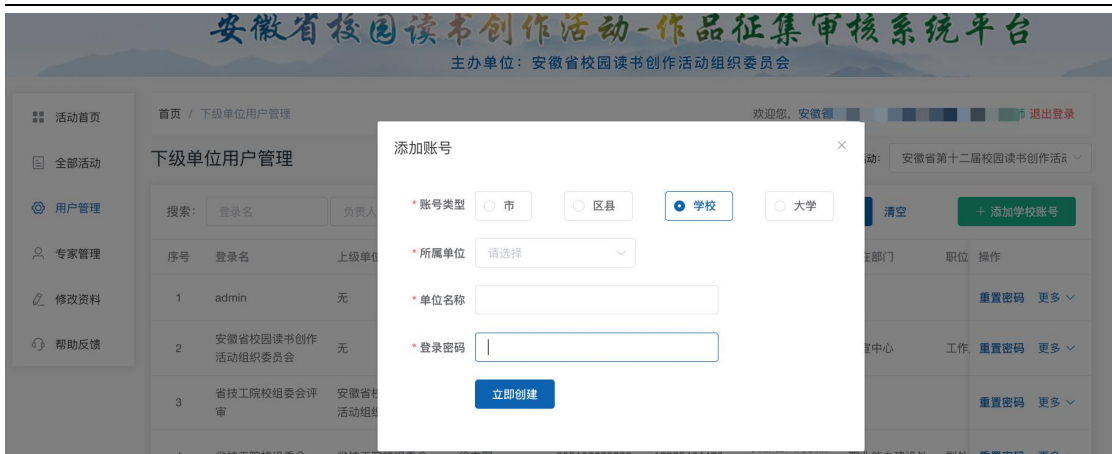 安徽省校园读书创作活动-作品征集审核系统平台
主办单位：安徽省校园读书创作活动组织委员会
活动首页
全部活动
用户管理
专家管理
修改资料
帮助反馈
首页 / 下级单位用户管理
欢迎您，安徽省
退出登录
下级单位用户管理
动：
安徽省第十二届校园读书创作活动
搜索：
登录名
负责人
清空
+ 添加学校账号
序号 登录名 上级单位 在部门 职位 操作
1 admin 无 重置密码 更多
2 安徽省校园读书创作 无 宣中心 工作 重置密码 更多
活动组织委员会
3 省技工院校组委会评 安徽省校 重置密码 更多
审 活动组织
添加账号
* 账号类型 市 区县 学校 大学
* 所属单位 请选择
* 单位名称
* 登录密码
立即创建